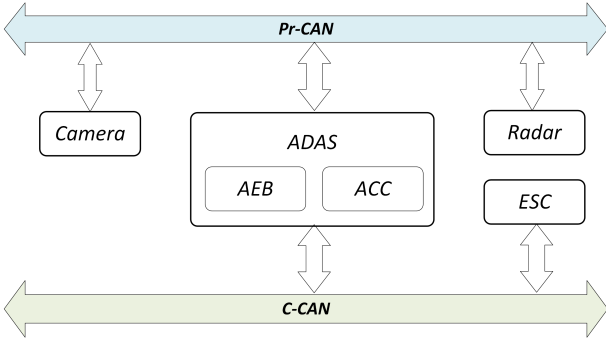 Pr-CAN
Camera
ADAS
Radar
AEB
ACC
ESC
C-CAN